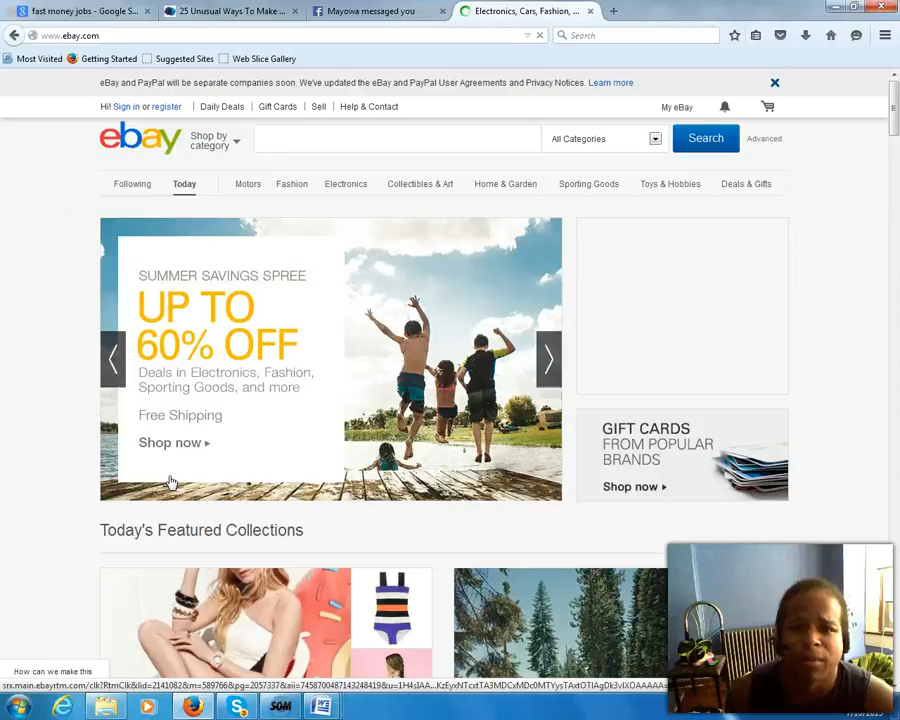 fast money jobs - Google S...
25 Unusual Ways To Make ...
Mayowa messaged you
Electronics, Cars, Fashion, ...
www.ebay.com
Search
Most Visited
Getting Started
Suggested Sites
Web Slice Gallery
eBay and PayPal will be separate companies soon. We've updated the eBay and PayPal User Agreements and Privacy Notices. Learn more
Hi! Sign in or register
Daily Deals
Gift Cards
Sell
Help & Contact
My eBay
ebay
Shop by
category
All Categories
Search
Advanced
Following
Today
Motors
Fashion
Electronics
Collectibles & Art
Home & Garden
Sporting Goods
Toys & Hobbies
Deals & Gifts
SUMMER SAVINGS SPREE
UP TO
60% OFF
Deals in Electronics, Fashion,
Sporting Goods, and more
Free Shipping
Shop now
GIFT CARDS
FROM POPULAR
BRANDS
Shop now
Today's Featured Collections
How can we make this
SOM